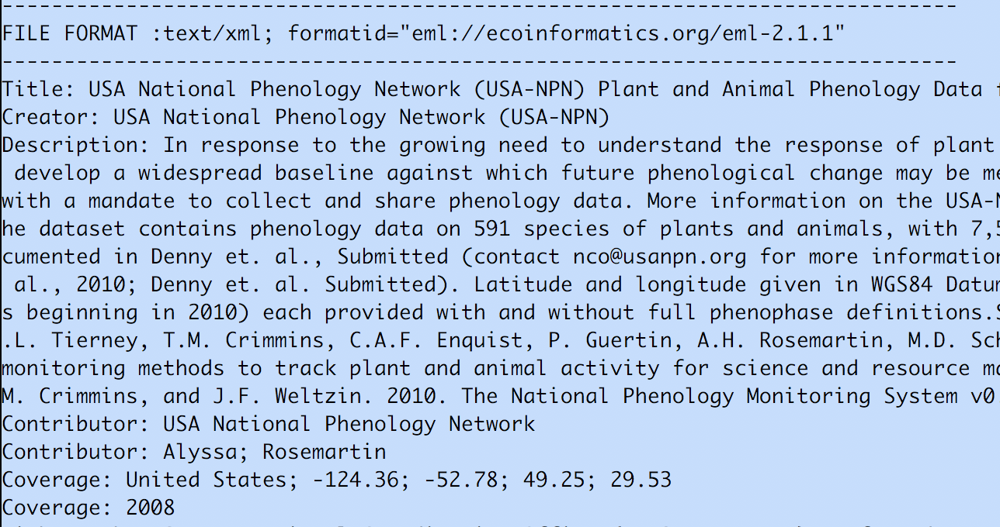 -----------------------------------------------------------------------------
FILE FORMAT :text/xml; formatid="eml://ecoinformatics.org/eml-2.1.1"
-----------------------------------------------------------------------------
Title: USA National Phenology Network (USA-NPN) Plant and Animal Phenology Data
Creator: USA National Phenology Network (USA-NPN)
Description: In response to the growing need to understand the response of plant
develop a widespread baseline against which future phenological change may be me
with a mandate to collect and share phenology data. More information on the USA-N
he dataset contains phenology data on 591 species of plants and animals, with 7,5
cumented in Denny et. al., Submitted (contact nco@usanpn.org for more information
al., 2010; Denny et. al. Submitted). Latitude and longitude given in WGS84 Datum
s beginning in 2010) each provided with and without full phenophase definitions.S
.L. Tierney, T.M. Crimmins, C.A.F. Enquist, P. Guertin, A.H. Rosemartin, M.D. Sch
monitoring methods to track plant and animal activity for science and resource ma
M. Crimmins, and J.F. Weltzin. 2010. The National Phenology Monitoring System v0
Contributor: USA National Phenology Network
Contributor: Alyssa; Rosemartin
Coverage: United States; -124.36; -52.78; 49.25; 29.53
Coverage: 2008